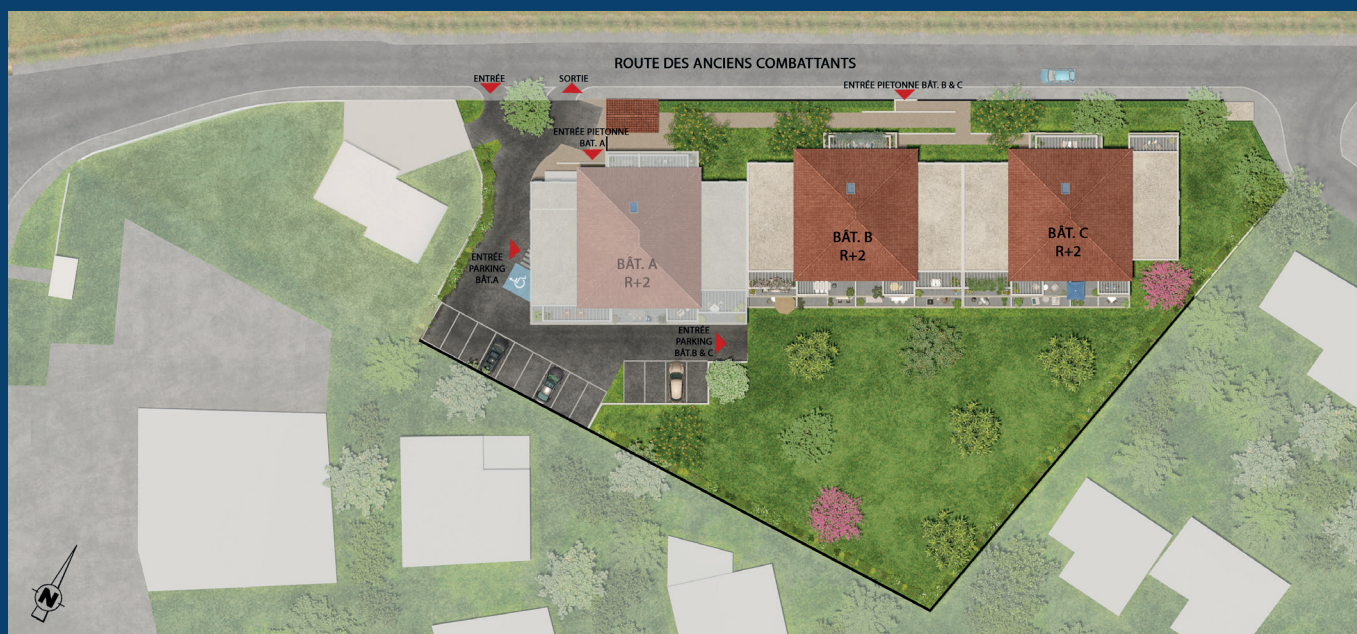 ROUTE DES ANCIENS COMBATTANTS
ENTRÉE
SORTIE
ENTRÉE PIETONNE BÂT. B & C
ENTRÉE PIETONNE
BAT. A
BÂT. A
R+2
BÂT. B
R+2
BÂT. C
R+2
ENTRÉE
PARKING
BÂT.A
ENTRÉE
PARKING
BÂT.B & C
N